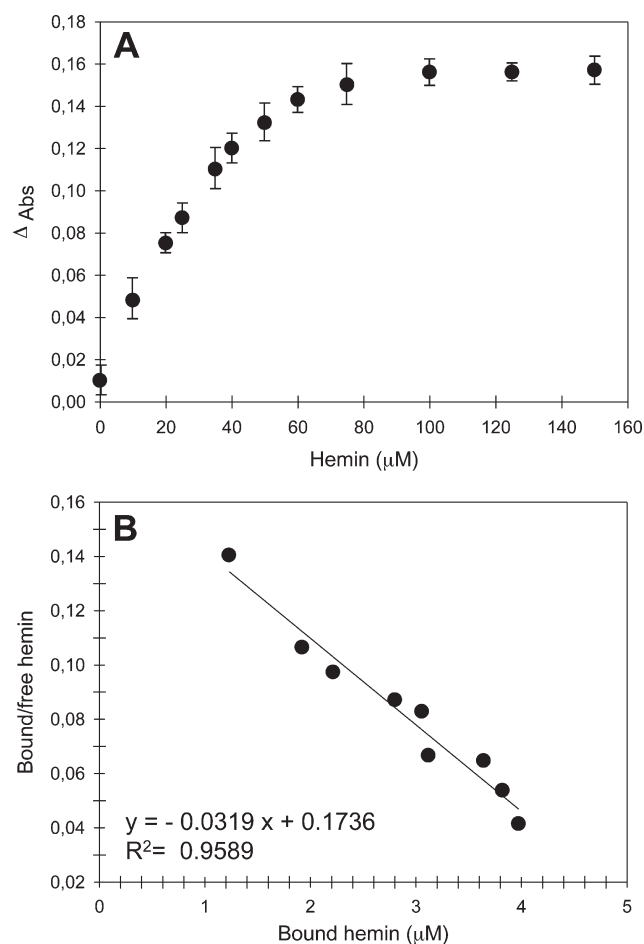 A
0,18
0,16
0,14
0,12
0,10
0,08
0,06
0,04
0,02
0,00
Δ Abs
0 20 40 60 80 100 120 140 160
Hemin (μM)
B
0,16
0,14
0,12
0,10
0,08
0,06
0,04
0,02
Bound/free hemin
y = - 0.0319 x + 0.1736
R²= 0.9589
0 1 2 3 4 5
Bound hemin (μM)